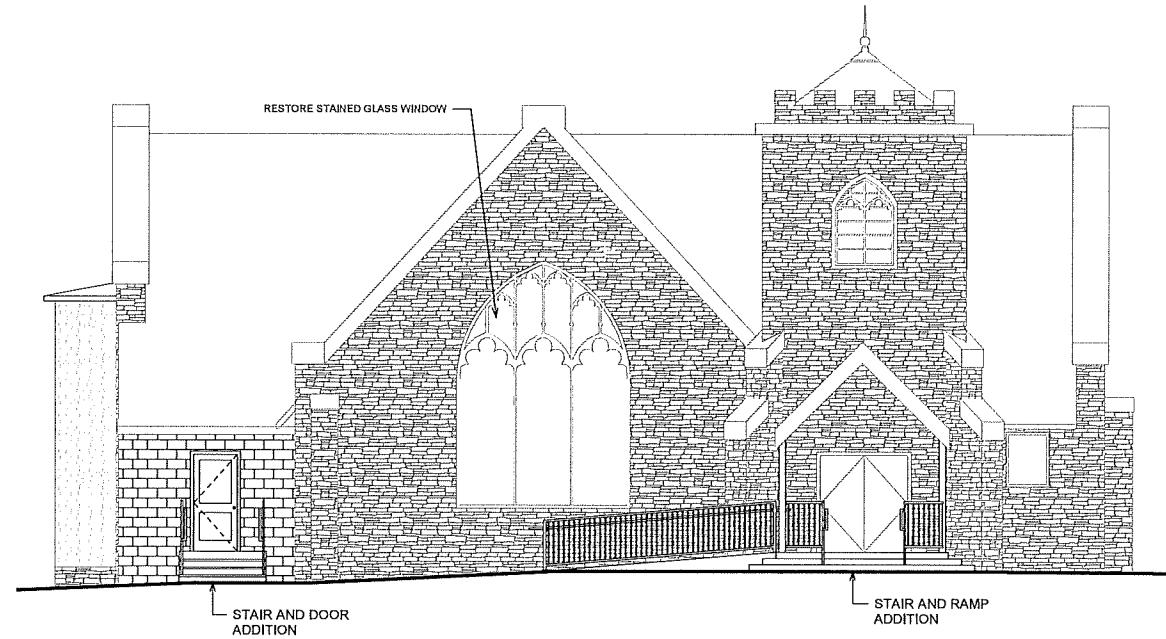 RESTORE STAINED GLASS WINDOW
STAIR AND DOOR
ADDITION
STAIR AND RAMP
ADDITION